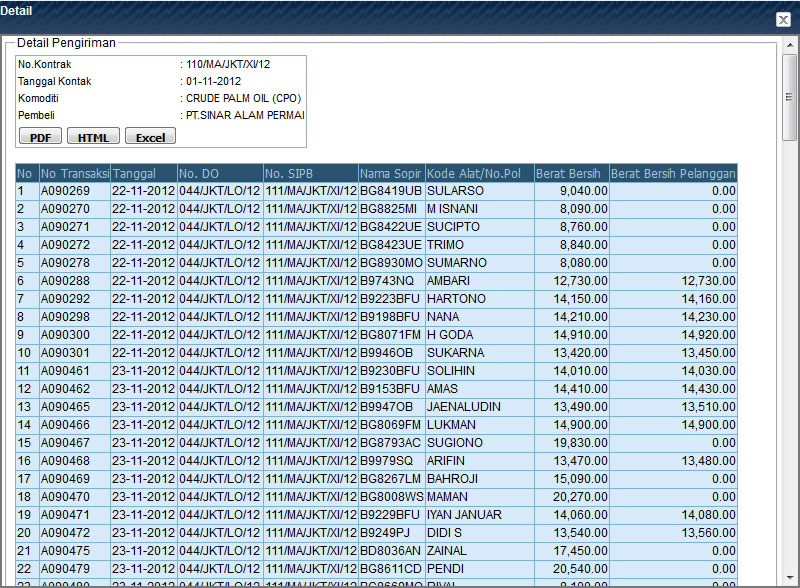 Detail
Detail Pengiriman
No.Kontrak : 110/MA/JKT/XI/12
Tanggal Kontak : 01-11-2012
Komoditi : CRUDE PALM OIL (CPO)
Pembeli : PT.SINAR ALAM PERMAI
PDF HTML Excel
No No Transaksi Tanggal No. DO No. SIPB Nama Sopir Kode Alat/No.Pol Berat Bersih Berat Bersih Pelanggan
1 A090269 22-11-2012 044/JKT/LO/12 111/MA/JKT/XI/12 BG8419UB SULARSO 9,040.00 0.00
2 A090270 22-11-2012 044/JKT/LO/12 111/MA/JKT/XI/12 BG8825MI M ISNANI 8,090.00 0.00
3 A090271 22-11-2012 044/JKT/LO/12 111/MA/JKT/XI/12 BG8422UE SUCIPTO 8,760.00 0.00
4 A090272 22-11-2012 044/JKT/LO/12 111/MA/JKT/XI/12 BG8423UE TRIMO 8,840.00 0.00
5 A090278 22-11-2012 044/JKT/LO/12 111/MA/JKT/XI/12 BG8930MO SUMARNO 8,080.00 0.00
6 A090288 22-11-2012 044/JKT/LO/12 111/MA/JKT/XI/12 B9743NQ AMBARI 12,730.00 12,730.00
7 A090292 22-11-2012 044/JKT/LO/12 111/MA/JKT/XI/12 B9223BFU HARTONO 14,150.00 14,160.00
8 A090298 22-11-2012 044/JKT/LO/12 111/MA/JKT/XI/12 B9198BFU NANA 14,210.00 14,230.00
9 A090300 22-11-2012 044/JKT/LO/12 111/MA/JKT/XI/12 BG8071FM H GODA 14,910.00 14,920.00
10 A090301 22-11-2012 044/JKT/LO/12 111/MA/JKT/XI/12 B9946OB SUKARNA 13,420.00 13,450.00
11 A090461 23-11-2012 044/JKT/LO/12 111/MA/JKT/XI/12 B9230BFU SOLIHIN 14,010.00 14,030.00
12 A090462 23-11-2012 044/JKT/LO/12 111/MA/JKT/XI/12 B9153BFU AMAS 14,410.00 14,430.00
13 A090465 23-11-2012 044/JKT/LO/12 111/MA/JKT/XI/12 B9947OB JAENALUDIN 13,490.00 13,510.00
14 A090466 23-11-2012 044/JKT/LO/12 111/MA/JKT/XI/12 BG8069FM LUKMAN 14,900.00 14,900.00
15 A090467 23-11-2012 044/JKT/LO/12 111/MA/JKT/XI/12 BG8793AC SUGIONO 19,830.00 0.00
16 A090468 23-11-2012 044/JKT/LO/12 111/MA/JKT/XI/12 B9979SQ ARIFIN 13,470.00 13,480.00
17 A090469 23-11-2012 044/JKT/LO/12 111/MA/JKT/XI/12 BG8267LM BAHROJI 15,090.00 0.00
18 A090470 23-11-2012 044/JKT/LO/12 111/MA/JKT/XI/12 BG8008WS MAMAN 20,270.00 0.00
19 A090471 23-11-2012 044/JKT/LO/12 111/MA/JKT/XI/12 B9229BFU IYAN JANUAR 14,060.00 14,080.00
20 A090472 23-11-2012 044/JKT/LO/12 111/MA/JKT/XI/12 B9249PJ DIDI S 13,540.00 13,560.00
21 A090475 23-11-2012 044/JKT/LO/12 111/MA/JKT/XI/12 BD8036AN ZAINAL 17,450.00 0.00
22 A090479 23-11-2012 044/JKT/LO/12 111/MA/JKT/XI/12 BG8611CD PENDI 20,540.00 0.00